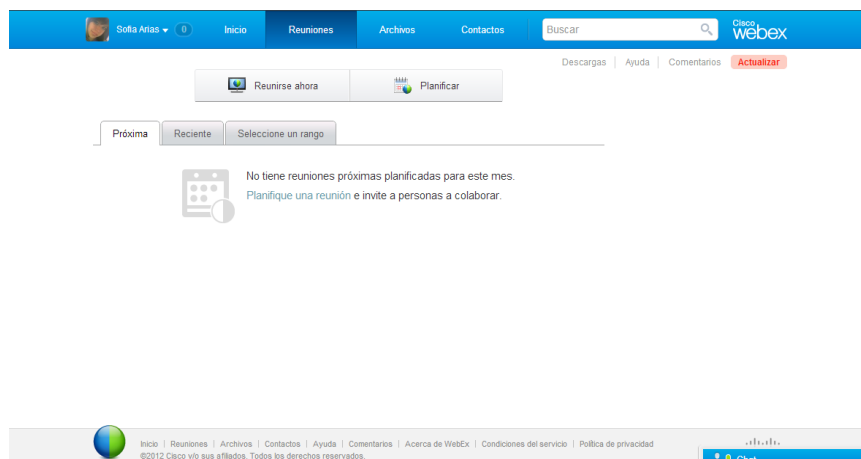 Sofia Arias 0 Inicio Reuniones Archivos Contactos Buscar Cisco webex
Descargas | Ayuda | Comentarios Actualizar
Reunirse ahora Planificar
Próxima Reciente Seleccione un rango
No tiene reuniones próximas planificadas para este mes.
Planifique una reunión e invite a personas a colaborar.
Inicio | Reuniones | Archivos | Contactos | Ayuda | Comentarios | Acerca de WebEx | Condiciones del servicio | Política de privacidad
©2012 Cisco y/o sus afiliados. Todos los derechos reservados.
Chat